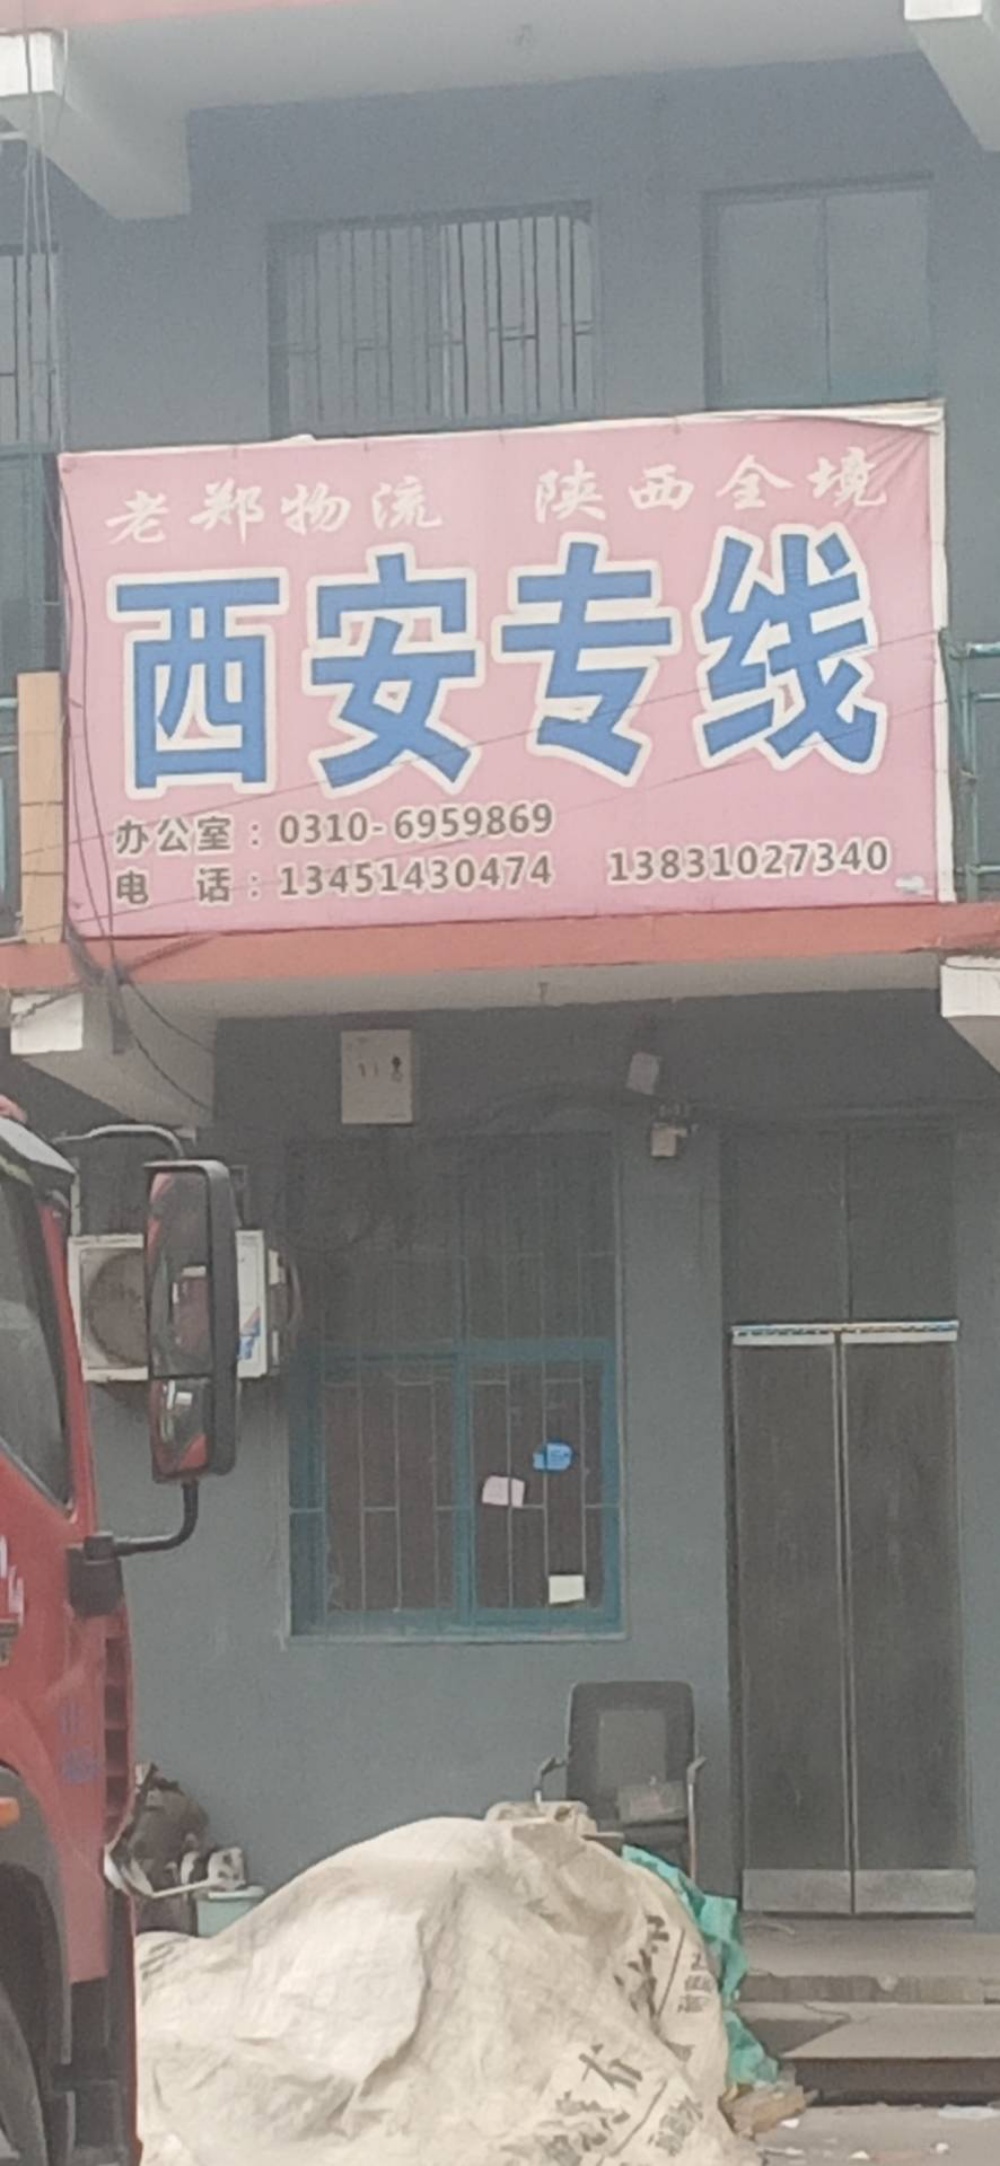 老郑物流 陕西全境
西安专线
办公室：0310-6959869
电 话：13451430474 13831027340